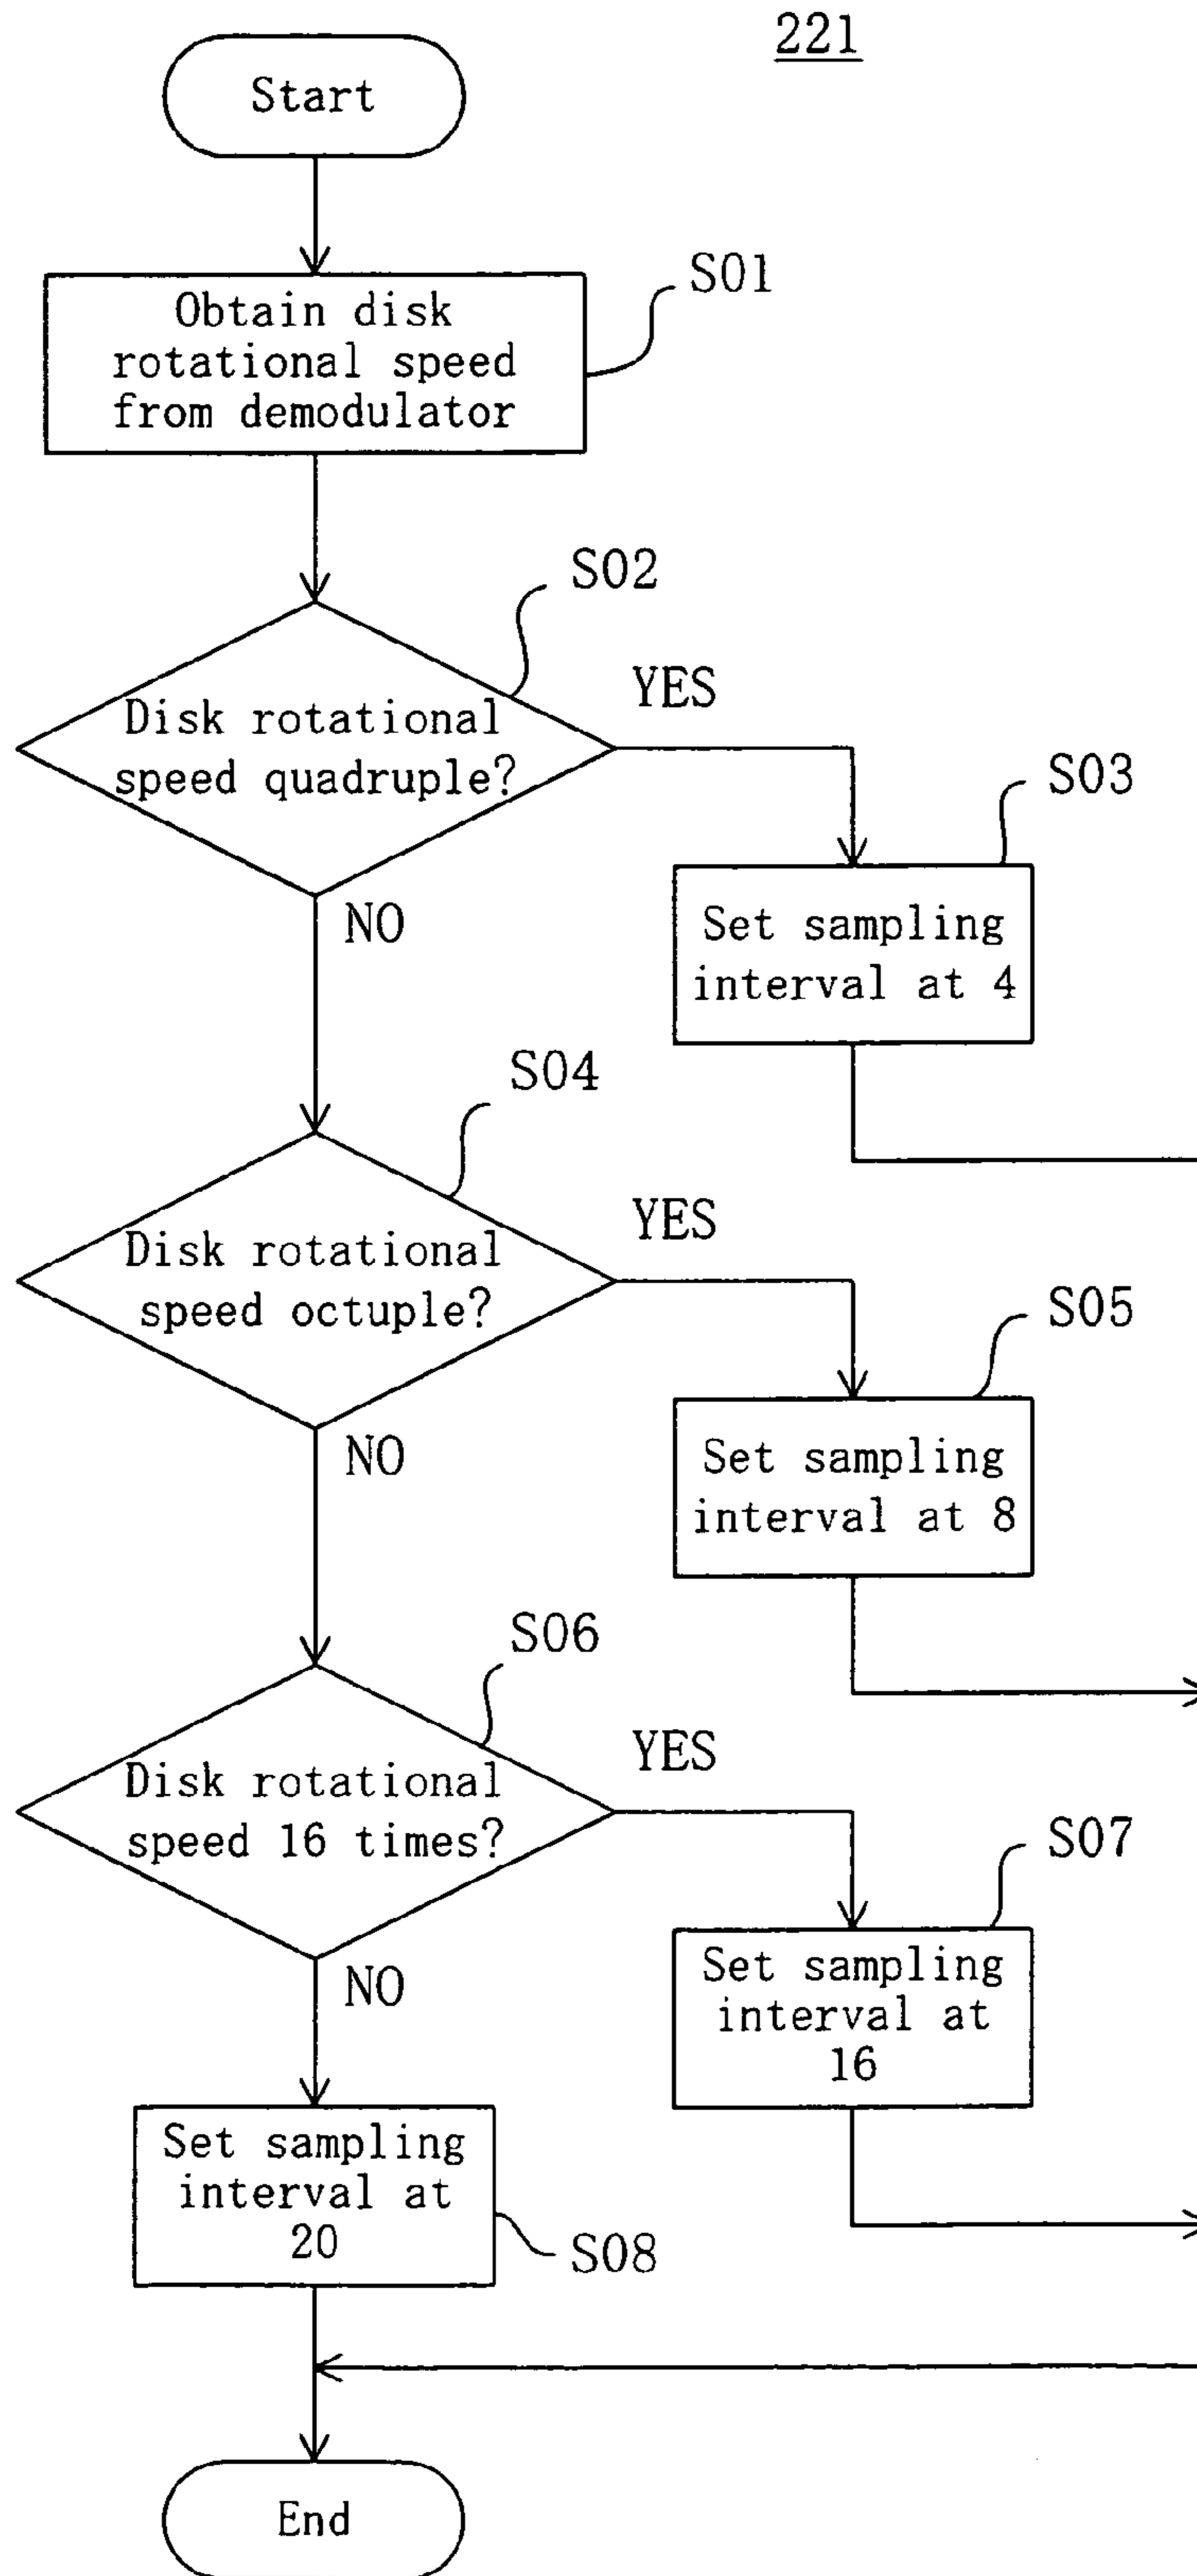 221
Start
S01
Obtain disk
rotational speed
from demodulator
S02
YES
Disk rotational
speed quadruple?
S03
NO
Set sampling
interval at 4
S04
YES
Disk rotational
speed octuple?
S05
NO
Set sampling
interval at 8
S06
YES
Disk rotational
speed 16 times?
S07
NO
Set sampling
interval at
16
Set sampling
interval at
20
S08
End